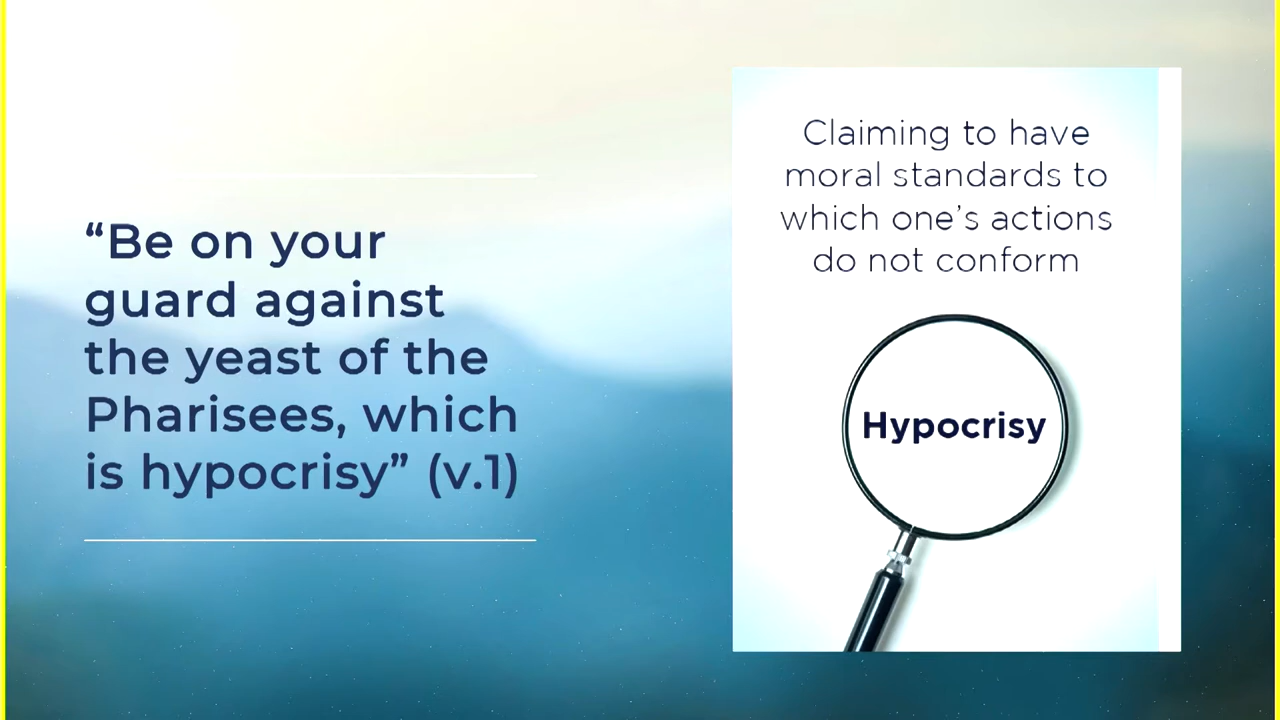 “Be on your
guard against
the yeast of the
Pharisees, which
is hypocrisy” (v.1)
Claiming to have
moral standards to
which one’s actions
do not conform
Hypocrisy